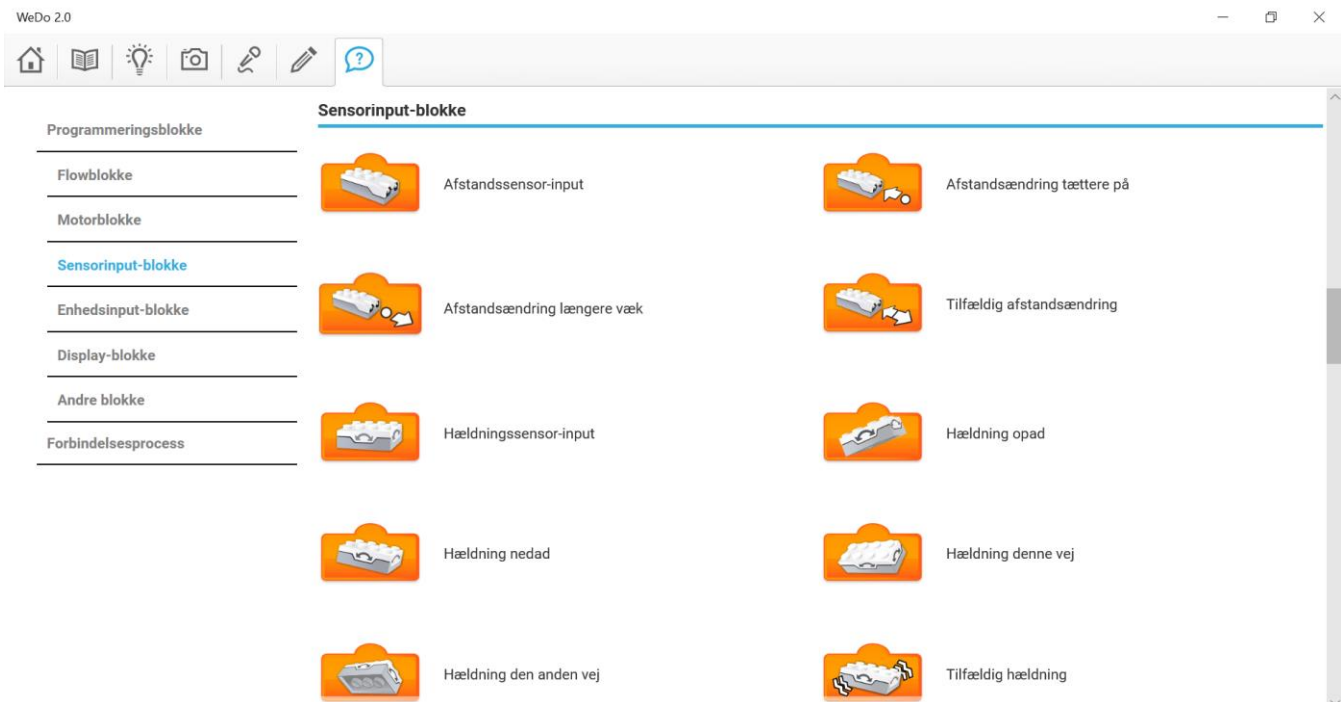 WeDo 2.0
Programmeringsblokke
Flowblokke
Motorblokke
Sensorinput-blokke
Enhedsinput-blokke
Display-blokke
Andre blokke
Forbindelsesprocess
Sensorinput-blokke
Afstandssensor-input
Afstandsændring tættere på
Afstandsændring længere væk
Tilfældig afstandsændring
Hældningssensor-input
Hældning opad
Hældning nedad
Hældning denne vej
Hældning den anden vej
Tilfældig hældning